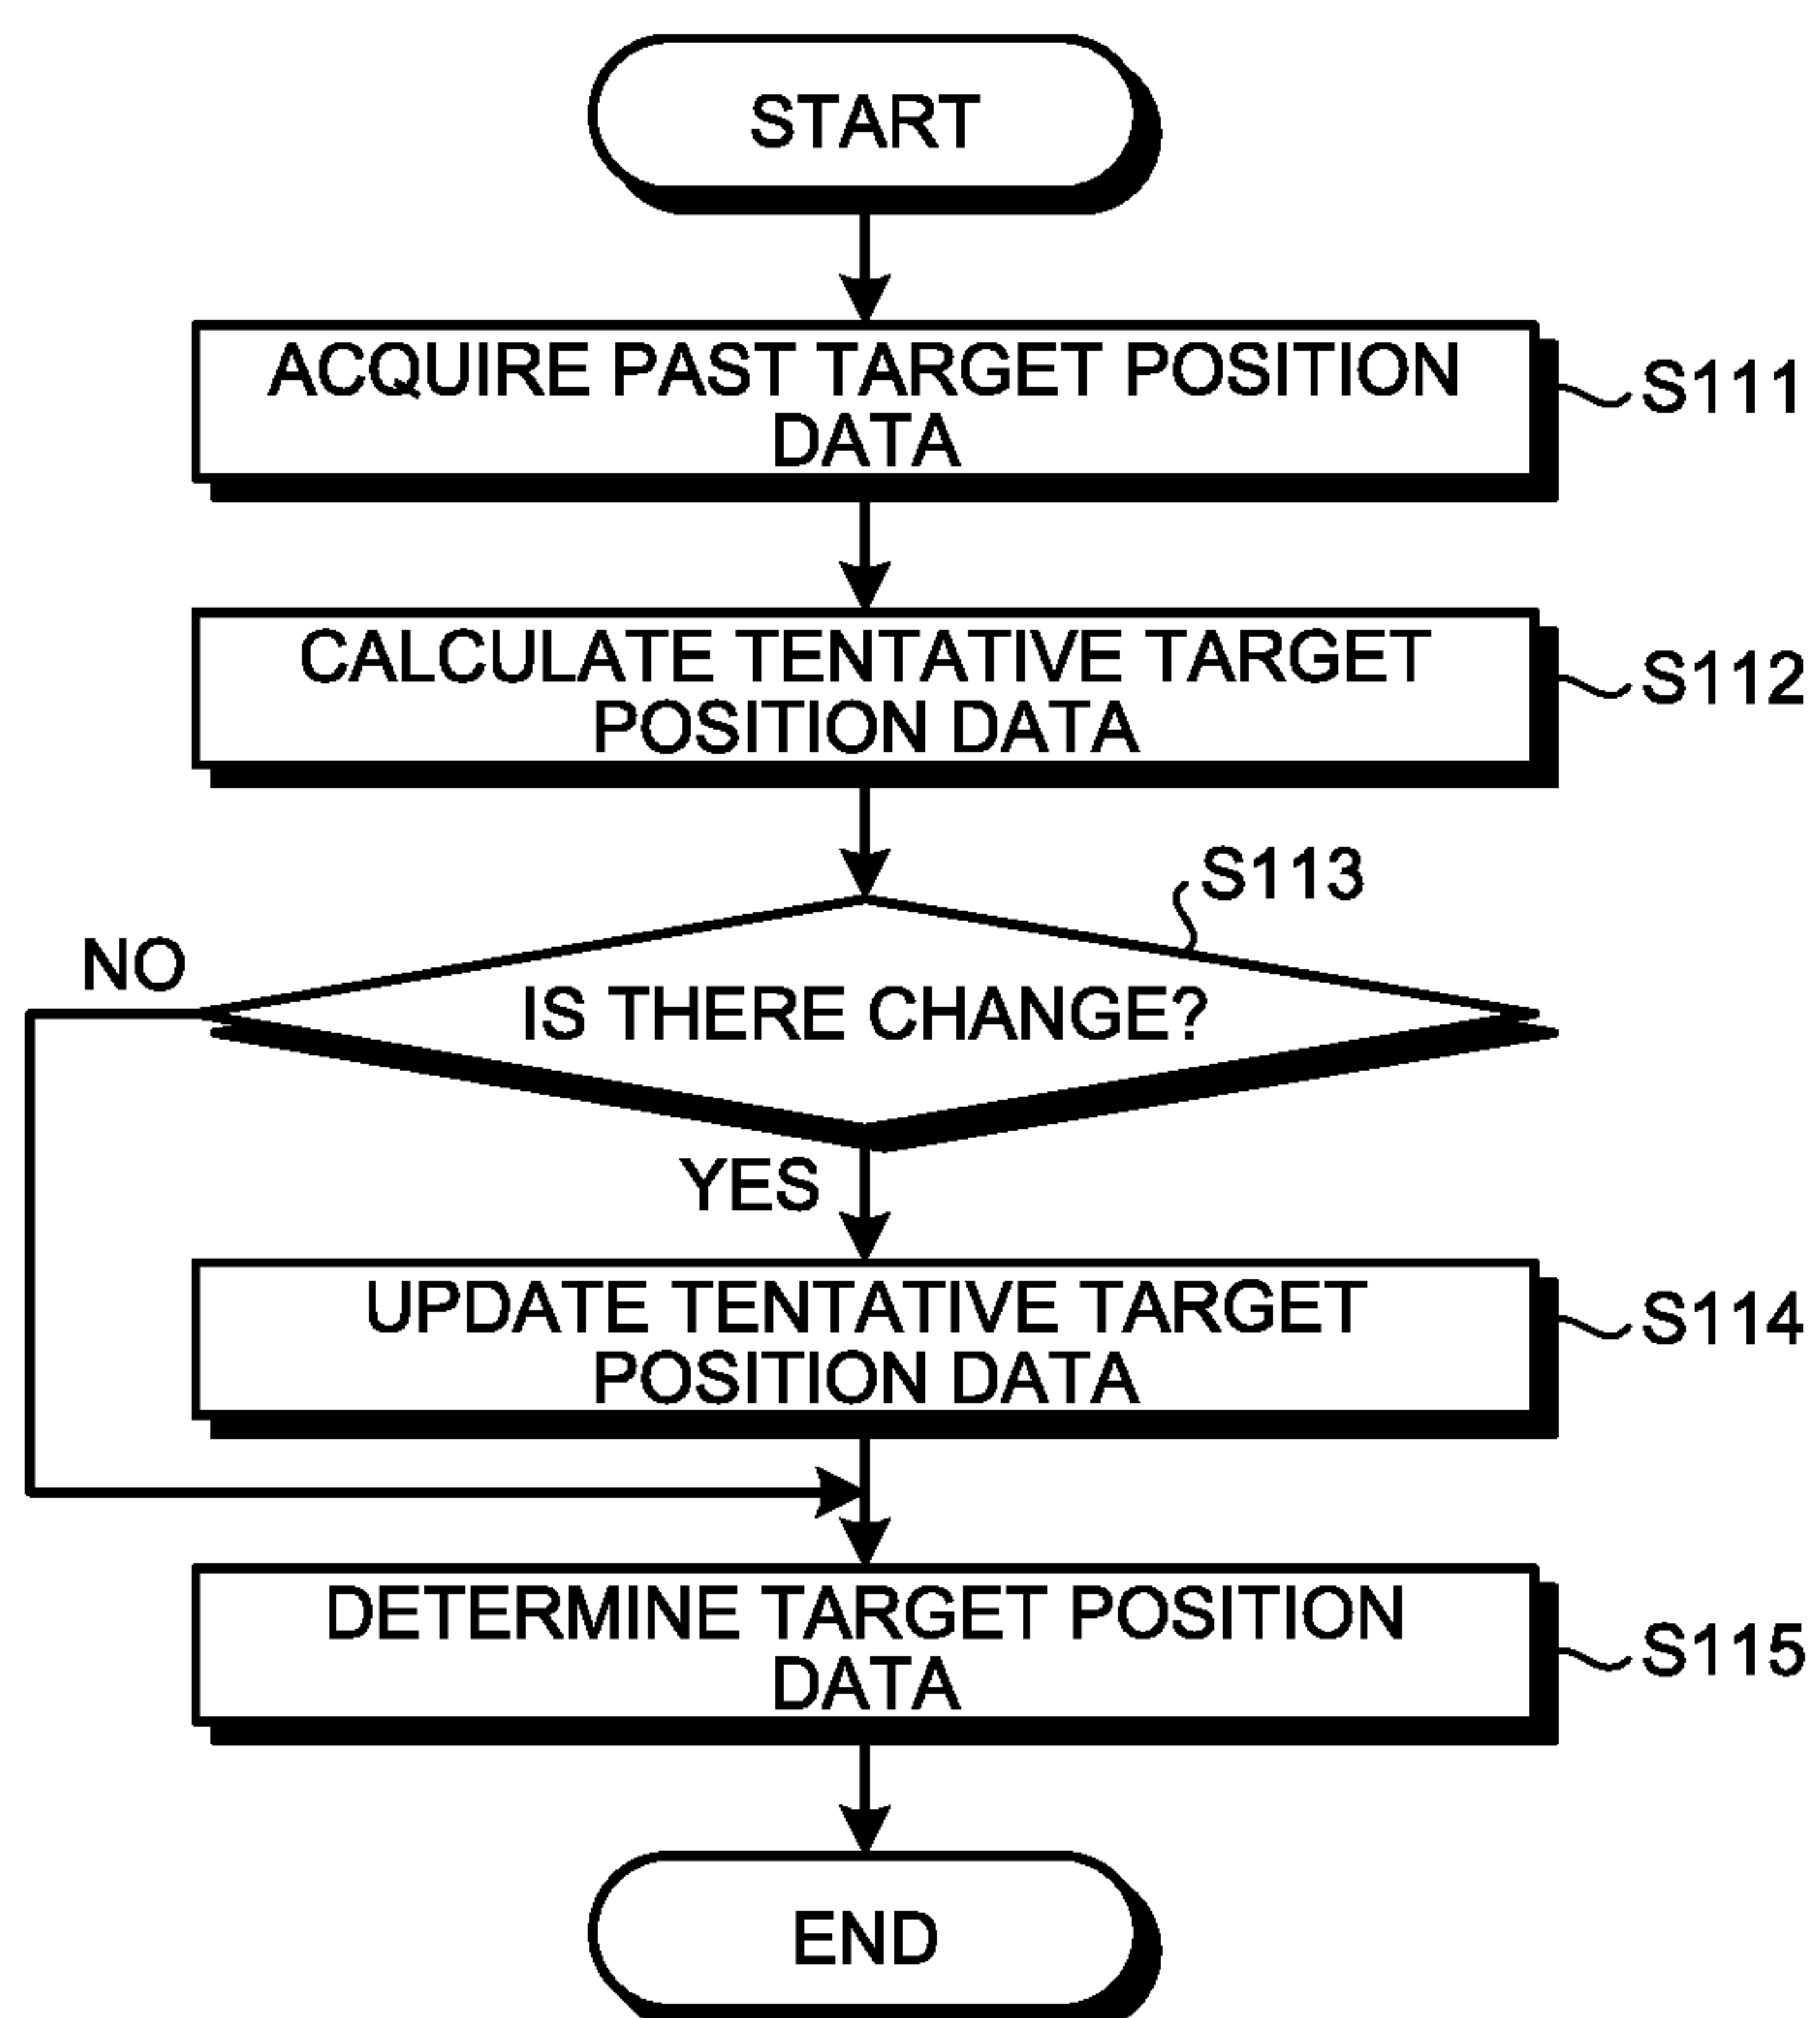 START
ACQUIRE PAST TARGET POSITION
DATA
S111
CALCULATE TENTATIVE TARGET
POSITION DATA
S112
S113
NO
IS THERE CHANGE?
YES
UPDATE TENTATIVE TARGET
POSITION DATA
S114
DETERMINE TARGET POSITION
DATA
S115
END